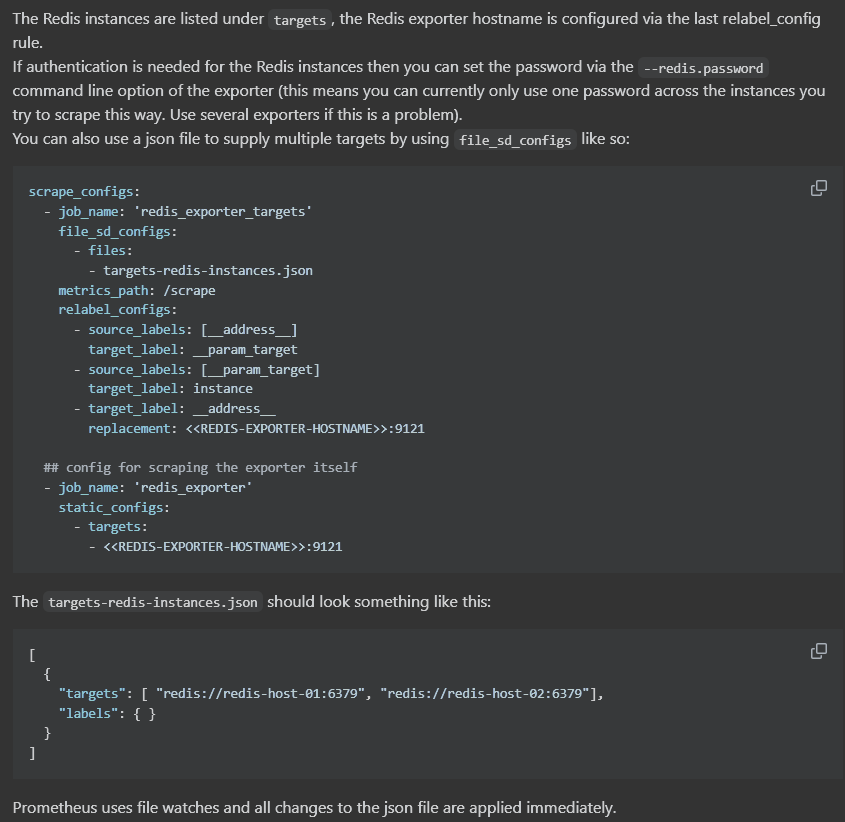 The Redis instances are listed under targets, the Redis exporter hostname is configured via the last relabel_config
rule.
If authentication is needed for the Redis instances then you can set the password via the --redis.password
command line option of the exporter (this means you can currently only use one password across the instances you
try to scrape this way. Use several exporters if this is a problem).
You can also use a json file to supply multiple targets by using file_sd_configs like so:
scrape_configs:
  - job_name: 'redis_exporter_targets'
    file_sd_configs:
      - files:
        - targets-redis-instances.json
    metrics_path: /scrape
    relabel_configs:
      - source_labels: [__address__]
        target_label: __param_target
      - source_labels: [__param_target]
        target_label: instance
      - target_label: __address__
        replacement: <<REDIS-EXPORTER-HOSTNAME>>:9121
  ## config for scraping the exporter itself
  - job_name: 'redis_exporter'
    static_configs:
      - targets:
        - <<REDIS-EXPORTER-HOSTNAME>>:9121
The targets-redis-instances.json should look something like this:
[
  {
    "targets": [ "redis://redis-host-01:6379", "redis://redis-host-02:6379"],
    "labels": { }
  }
]
Prometheus uses file watches and all changes to the json file are applied immediately.